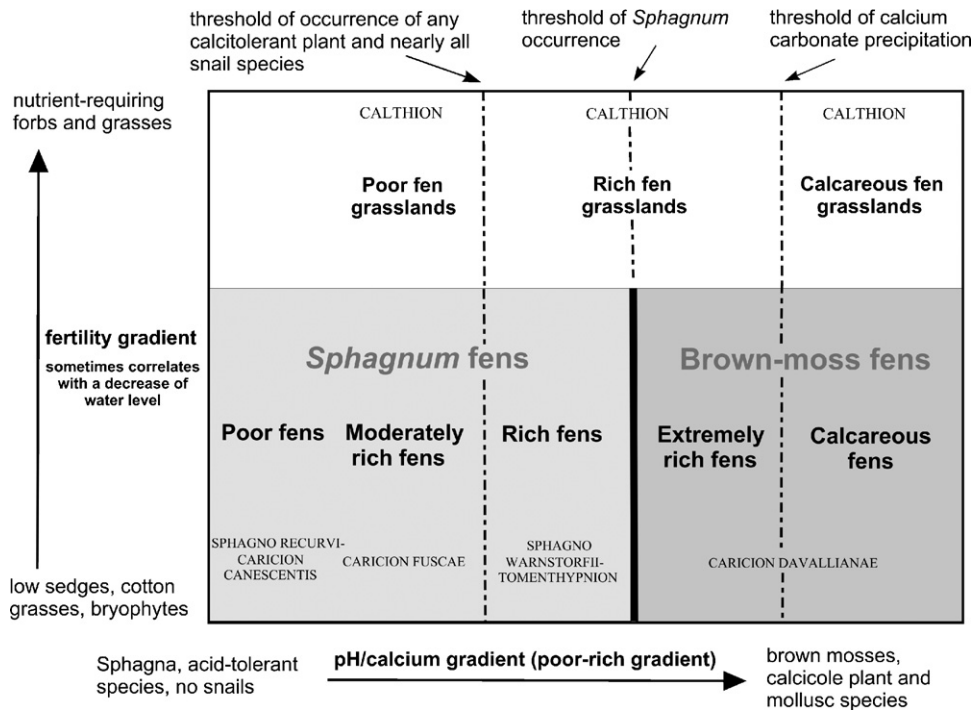 threshold of occurrence of any
calcitolerant plant and nearly all
snail species
threshold of Sphagnum
occurrence
threshold of calcium
carbonate precipitation
nutrient-requiring
forbs and grasses
CALTHION
CALTHION
CALTHION
Poor fen
grasslands
Rich fen
grasslands
Calcareous fen
grasslands
fertility gradient
sometimes correlates
with a decrease of
water level
Sphagnum fens
Brown-moss fens
Poor fens
Moderately
rich fens
Rich fens
Extremely
rich fens
Calcareous
fens
SPHAGNO RECURVI-
CARICION
CANESCENTIS
CARICION FUSCAE
SPHAGNO
WARNSTORFII-
TOMENTHYPNION
CARICION DAVALLIANAE
low sedges, cotton
grasses, bryophytes
Sphagna, acid-tolerant
species, no snails
pH/calcium gradient (poor-rich gradient)
brown mosses,
calcicole plant and
mollusc species